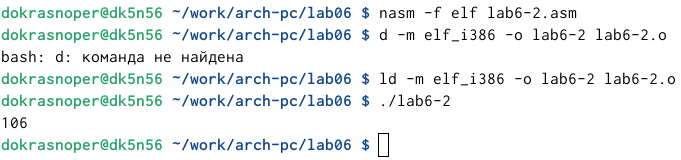 dokrasnoper@dk5n56 ~/work/arch-pc/lab06 $ nasm -f elf lab6-2.asm
dokrasnoper@dk5n56 ~/work/arch-pc/lab06 $ d -m elf_i386 -o lab6-2 lab6-2.o
bash: d: команда не найдена
dokrasnoper@dk5n56 ~/work/arch-pc/lab06 $ ld -m elf_i386 -o lab6-2 lab6-2.o
dokrasnoper@dk5n56 ~/work/arch-pc/lab06 $ ./lab6-2
106
dokrasnoper@dk5n56 ~/work/arch-pc/lab06 $